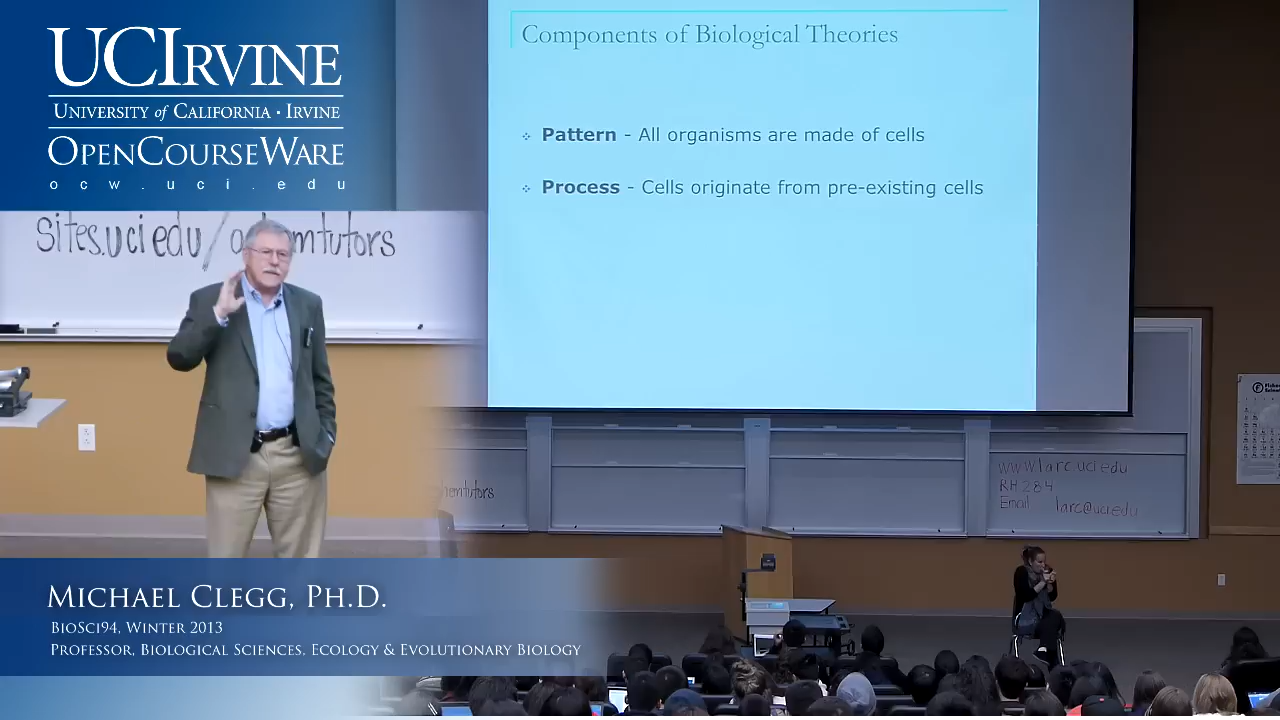 UCIRVINE
UNIVERSITY of CALIFORNIA · IRVINE
OPENCOURSEWARE
ocw.uci.edu
Components of Biological Theories
Pattern - All organisms are made of cells
Process - Cells originate from pre-existing cells
sites.uci.edu/ tutors
www.larc.uci.edu
RH 284
Email larc@uci.edu
MICHAEL CLEGG, PH.D.
BIOSCI94, WINTER 2013
PROFESSOR, BIOLOGICAL SCIENCES, ECOLOGY & EVOLUTIONARY BIOLOGY